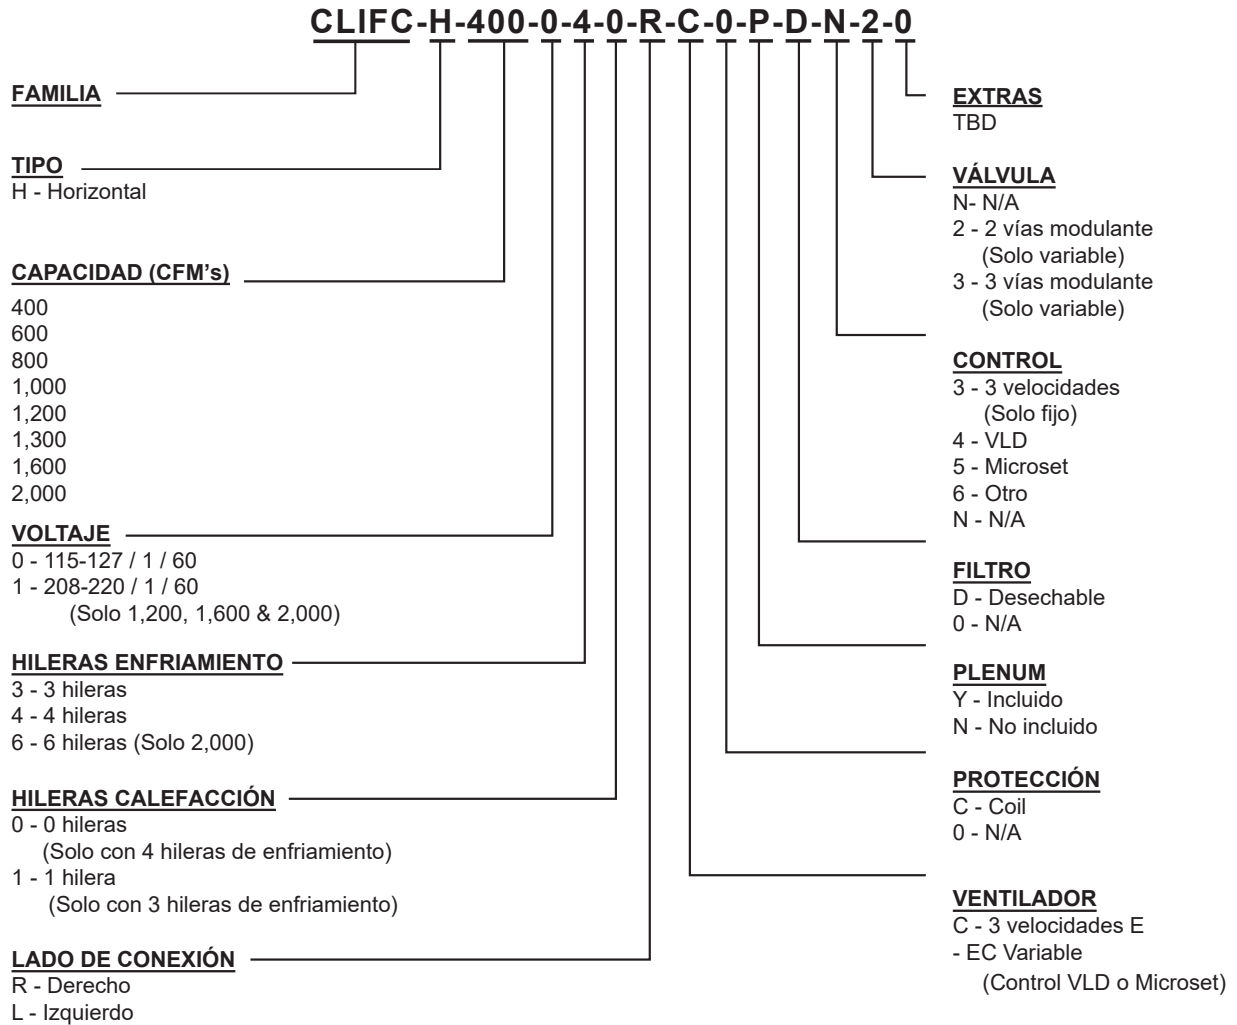 CLIFC-H-400-0-4-0-R-C-0-P-D-N-2-0
FAMILIA
TIPO
H - Horizontal
CAPACIDAD (CFM's)
400
600
800
1,000
1,200
1,300
1,600
2,000
VOLTAJE
0 - 115-127 / 1 / 60
1 - 208-220 / 1 / 60
(Solo 1,200, 1,600 & 2,000)
HILERAS ENFRIAMIENTO
3 - 3 hileras
4 - 4 hileras
6 - 6 hileras (Solo 2,000)
HILERAS CALEFACCIÓN
0 - 0 hileras
(Solo con 4 hileras de enfriamiento)
1 - 1 hilera
(Solo con 3 hileras de enfriamiento)
LADO DE CONEXIÓN
R - Derecho
L - Izquierdo
EXTRAS
TBD
VÁLVULA
N- N/A
2 - 2 vías modulante
(Solo variable)
3 - 3 vías modulante
(Solo variable)
CONTROL
3 - 3 velocidades
(Solo fijo)
4 - VLD
5 - Microset
6 - Otro
N - N/A
FILTRO
D - Desechable
0 - N/A
PLENUM
Y - Incluido
N - No incluido
PROTECCIÓN
C - Coil
0 - N/A
VENTILADOR
C - 3 velocidades E
- EC Variable
(Control VLD o Microset)